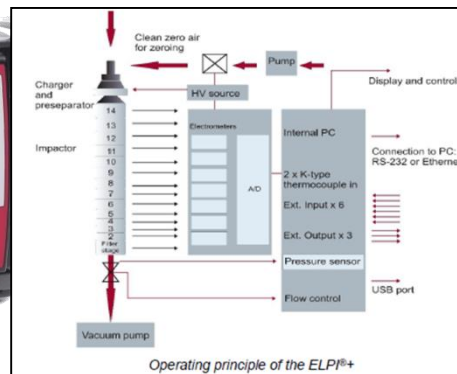 Clean zero air
for zeroing
Pump
Display and control
Charger
and
preseparator
HV source
14
Electrometers
Internal PC
13
12
Impactor
11
Connection to PC:
RS-232 or Etherne
10
9
A/D
2 x K-type
thermocouple in
8
7
6
Ext. Input x 6
5
4
3
Ext. Output x 3
2
Filter
stage
Pressure sensor
USB port
Flow control
Vacuum pump
Operating principle of the ELPI®+